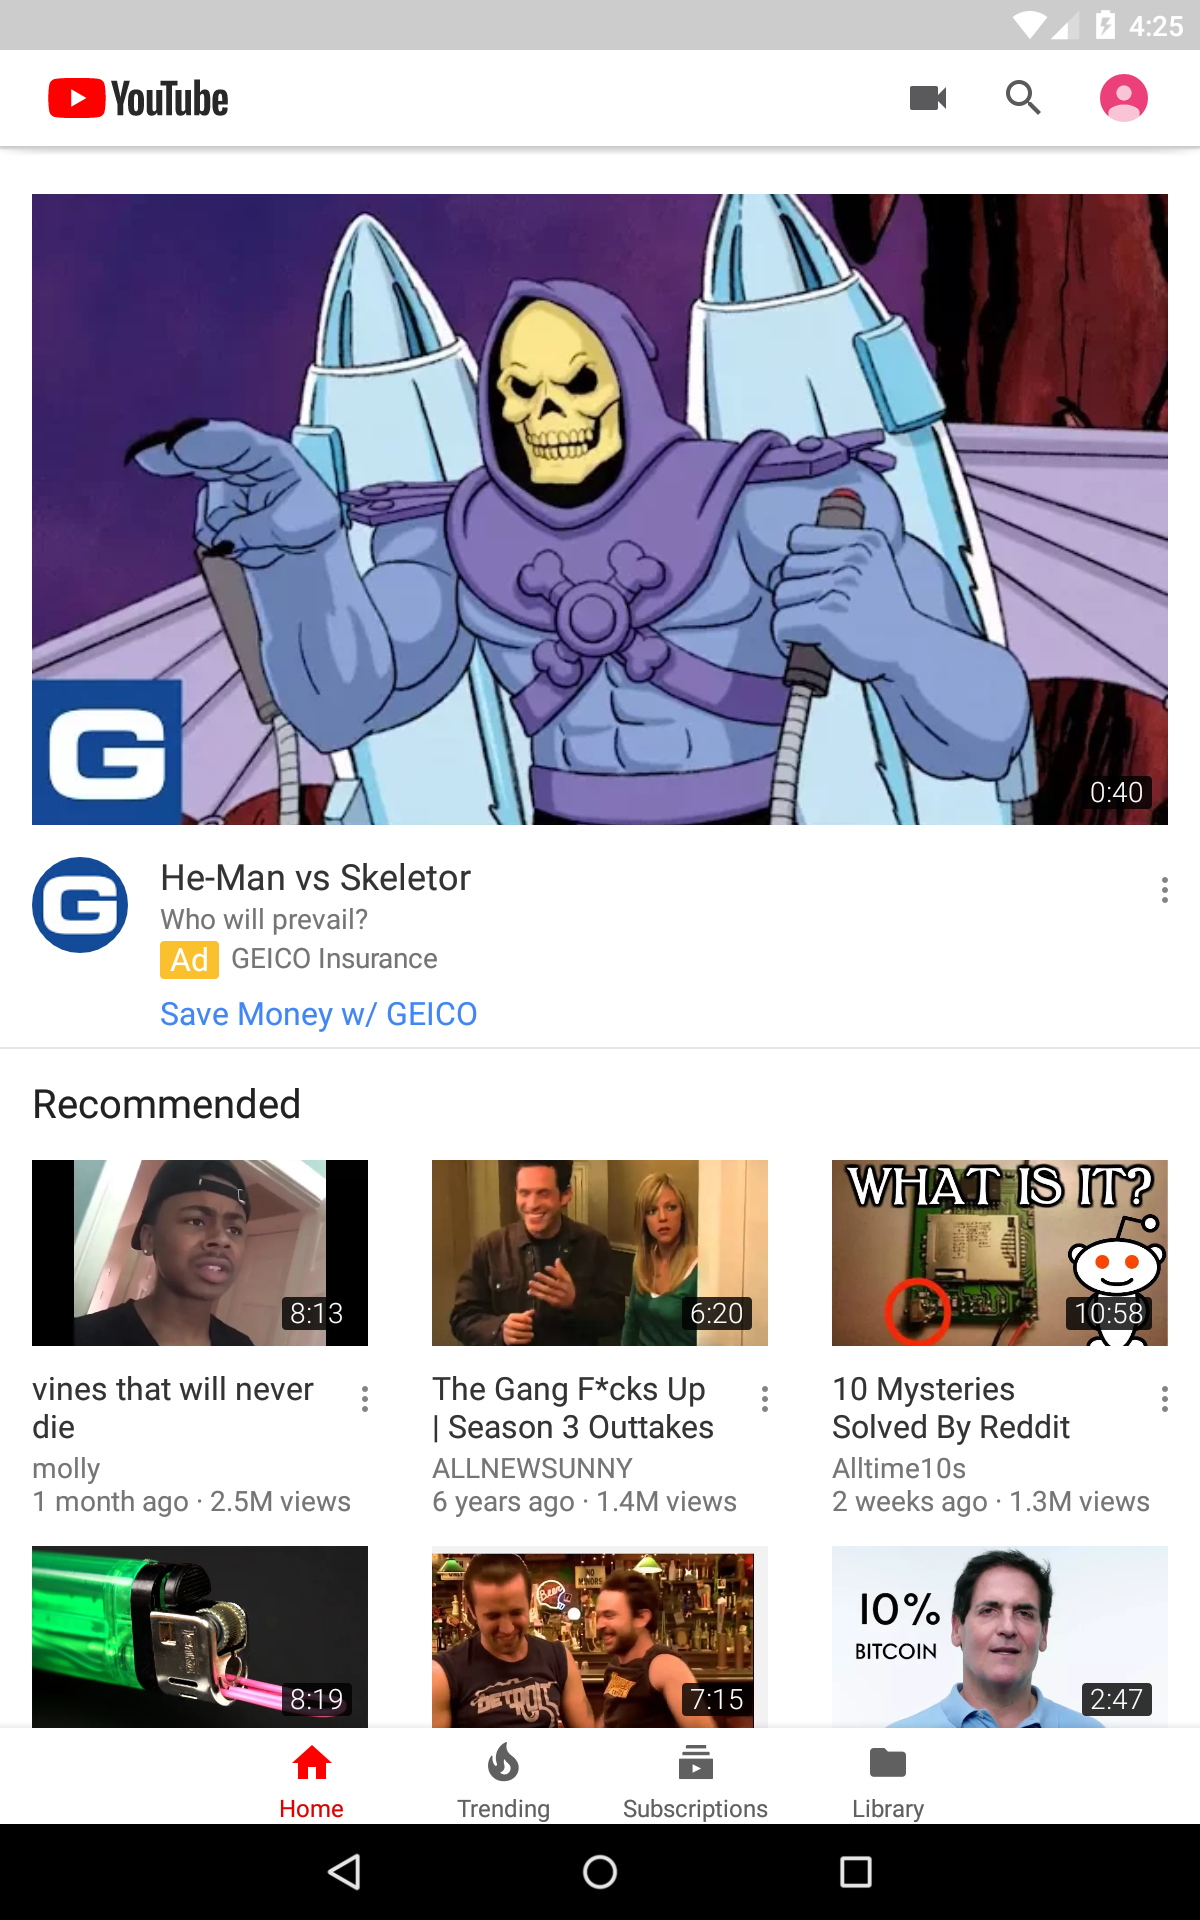 4:25
YouTube
G
0:40
G
He-Man vs Skeletor
Who will prevail?
Ad GEICO Insurance
Save Money w/ GEICO
Recommended
WHAT IS IT?
8:13
6:20
10:58
vines that will never
die
molly
1 month ago · 2.5M views
The Gang F*cks Up
| Season 3 Outtakes
ALLNEWSUNNY
6 years ago · 1.4M views
10 Mysteries
Solved By Reddit
Alltime10s
2 weeks ago · 1.3M views
8:19
NO
MINORS
Beer
DETROIT
7:15
10%
BITCOIN
2:47
Home
Trending
Subscriptions
Library